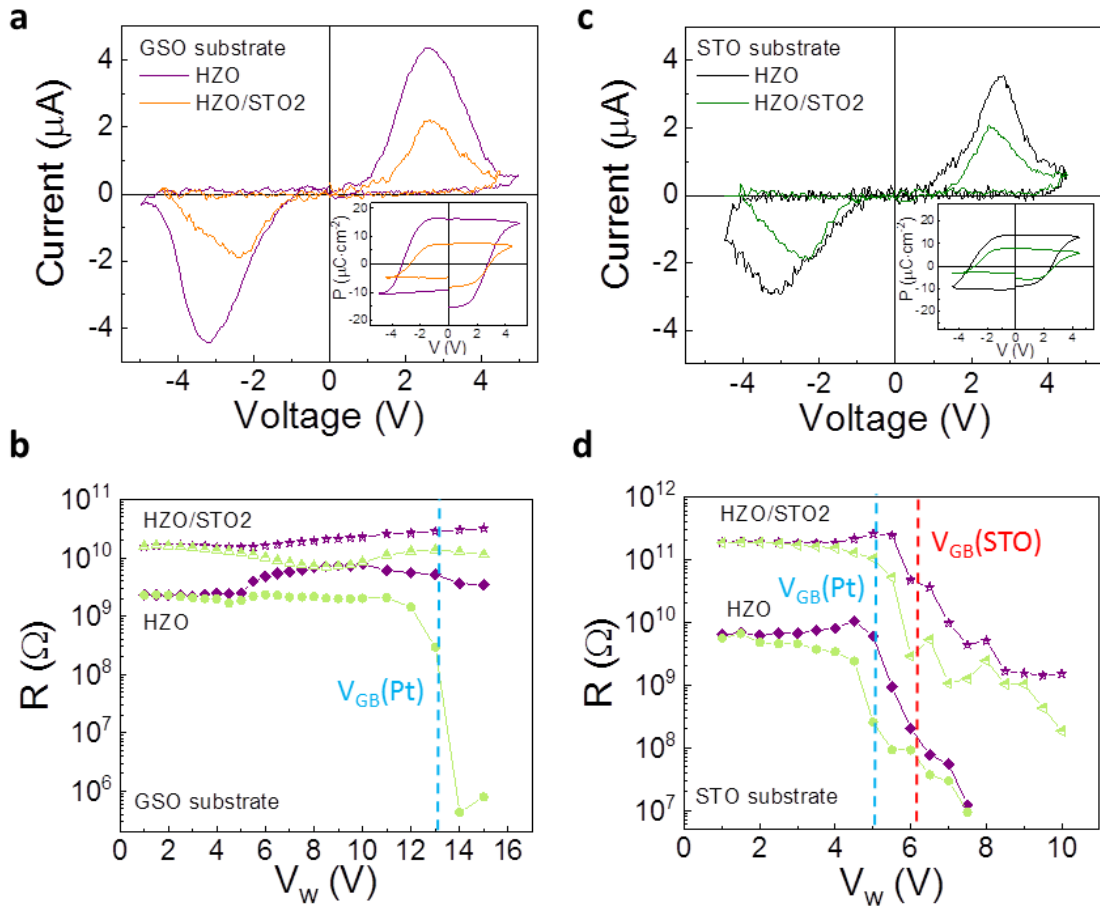 a
GSO substrate
HZO
HZO/STO2
Current (μA)
4
2
0
-2
-4
-4 -2 0 2 4
Voltage (V)
P (μC·cm⁻²)
20
10
0
-10
-20
-4 -2 0 2 4
V (V)
c
STO substrate
HZO
HZO/STO2
Current (μA)
4
2
0
-2
-4
-4 -2 0 2 4
Voltage (V)
P (μC·cm⁻²)
20
10
0
-10
-20
-4 -2 0 2 4
V (V)
b
HZO/STO2
HZO
V_GB(Pt)
GSO substrate
R (Ω)
10¹¹
10¹⁰
10⁹
10⁸
10⁷
10⁶
0 2 4 6 8 10 12 14 16
V_w (V)
d
HZO/STO2
V_GB(STO)
V_GB(Pt)
HZO
STO substrate
R (Ω)
10¹²
10¹¹
10¹⁰
10⁹
10⁸
10⁷
0 2 4 6 8 10
V_w (V)